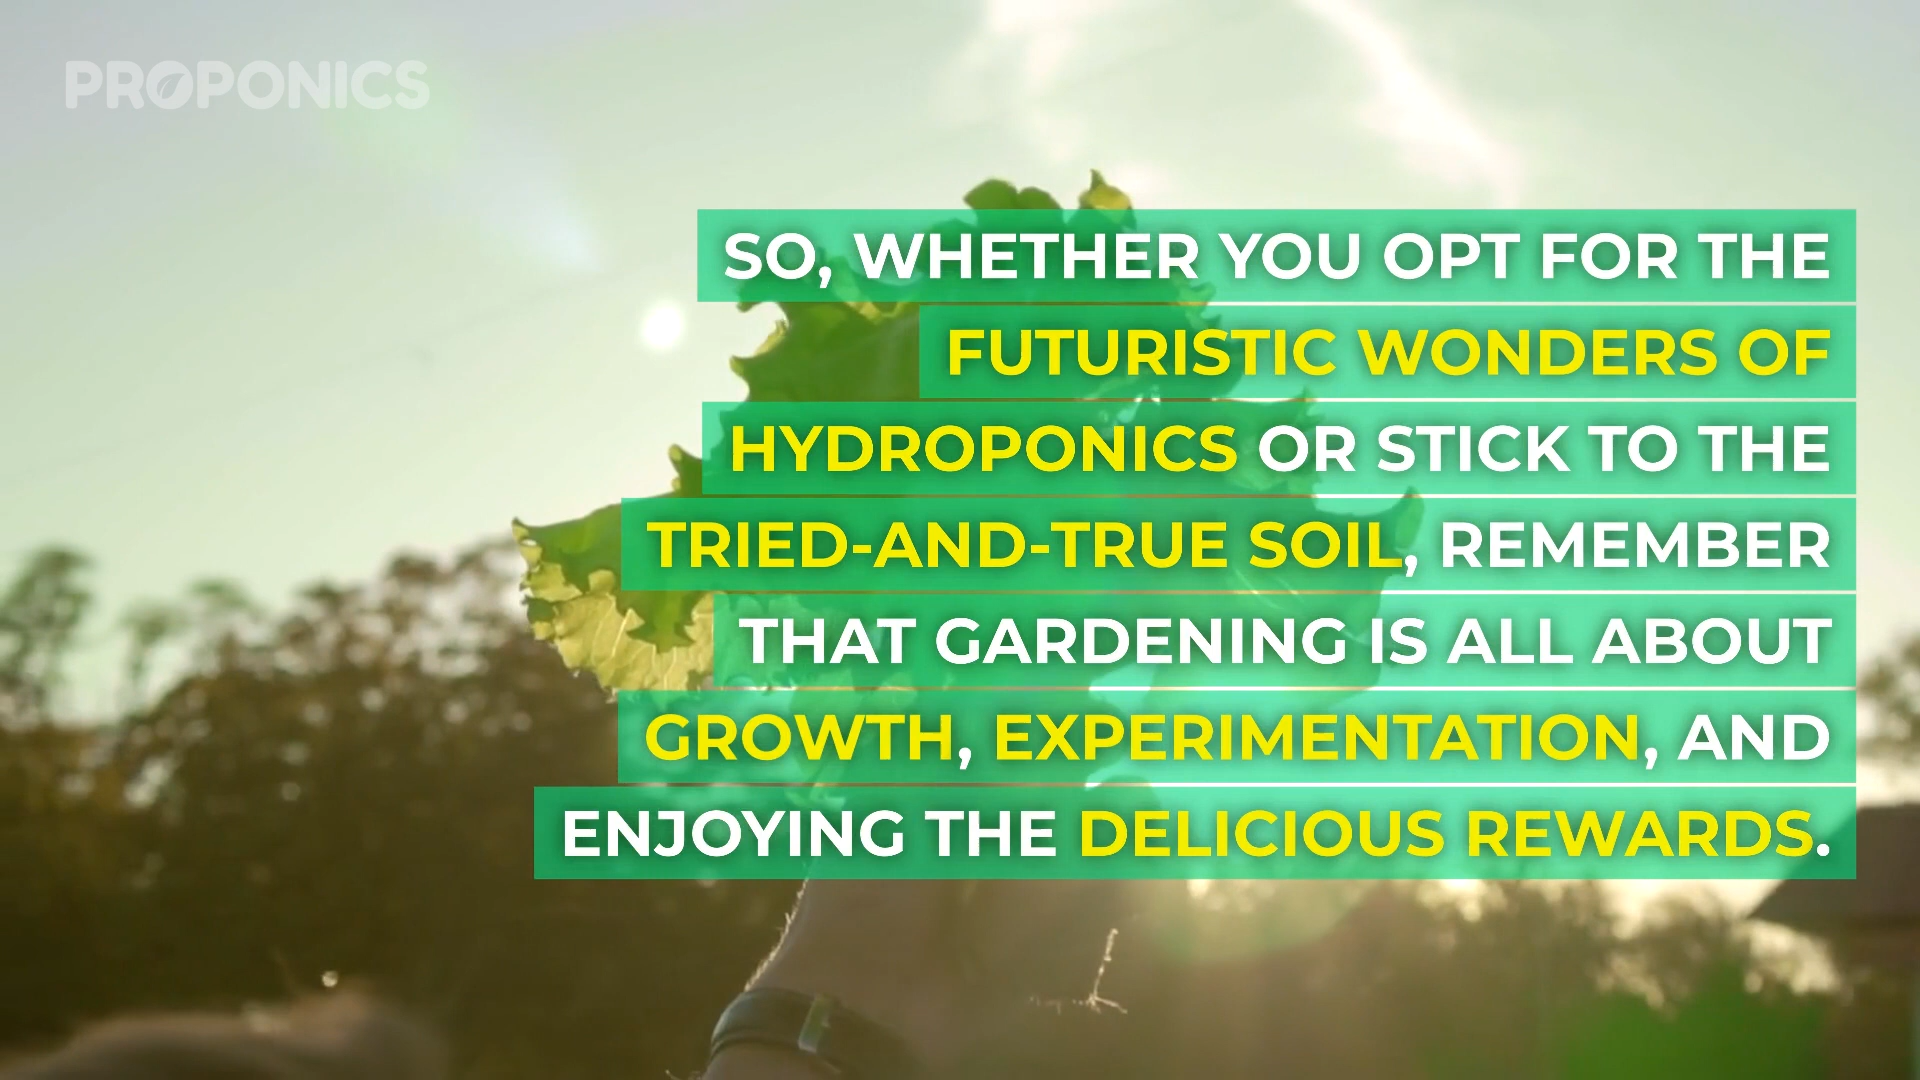 PROPONICS
SO, WHETHER YOU OPT FOR THE
FUTURISTIC WONDERS OF
HYDROPONICS OR STICK TO THE
TRIED-AND-TRUE SOIL, REMEMBER
THAT GARDENING IS ALL ABOUT
GROWTH, EXPERIMENTATION, AND
ENJOYING THE DELICIOUS REWARDS.